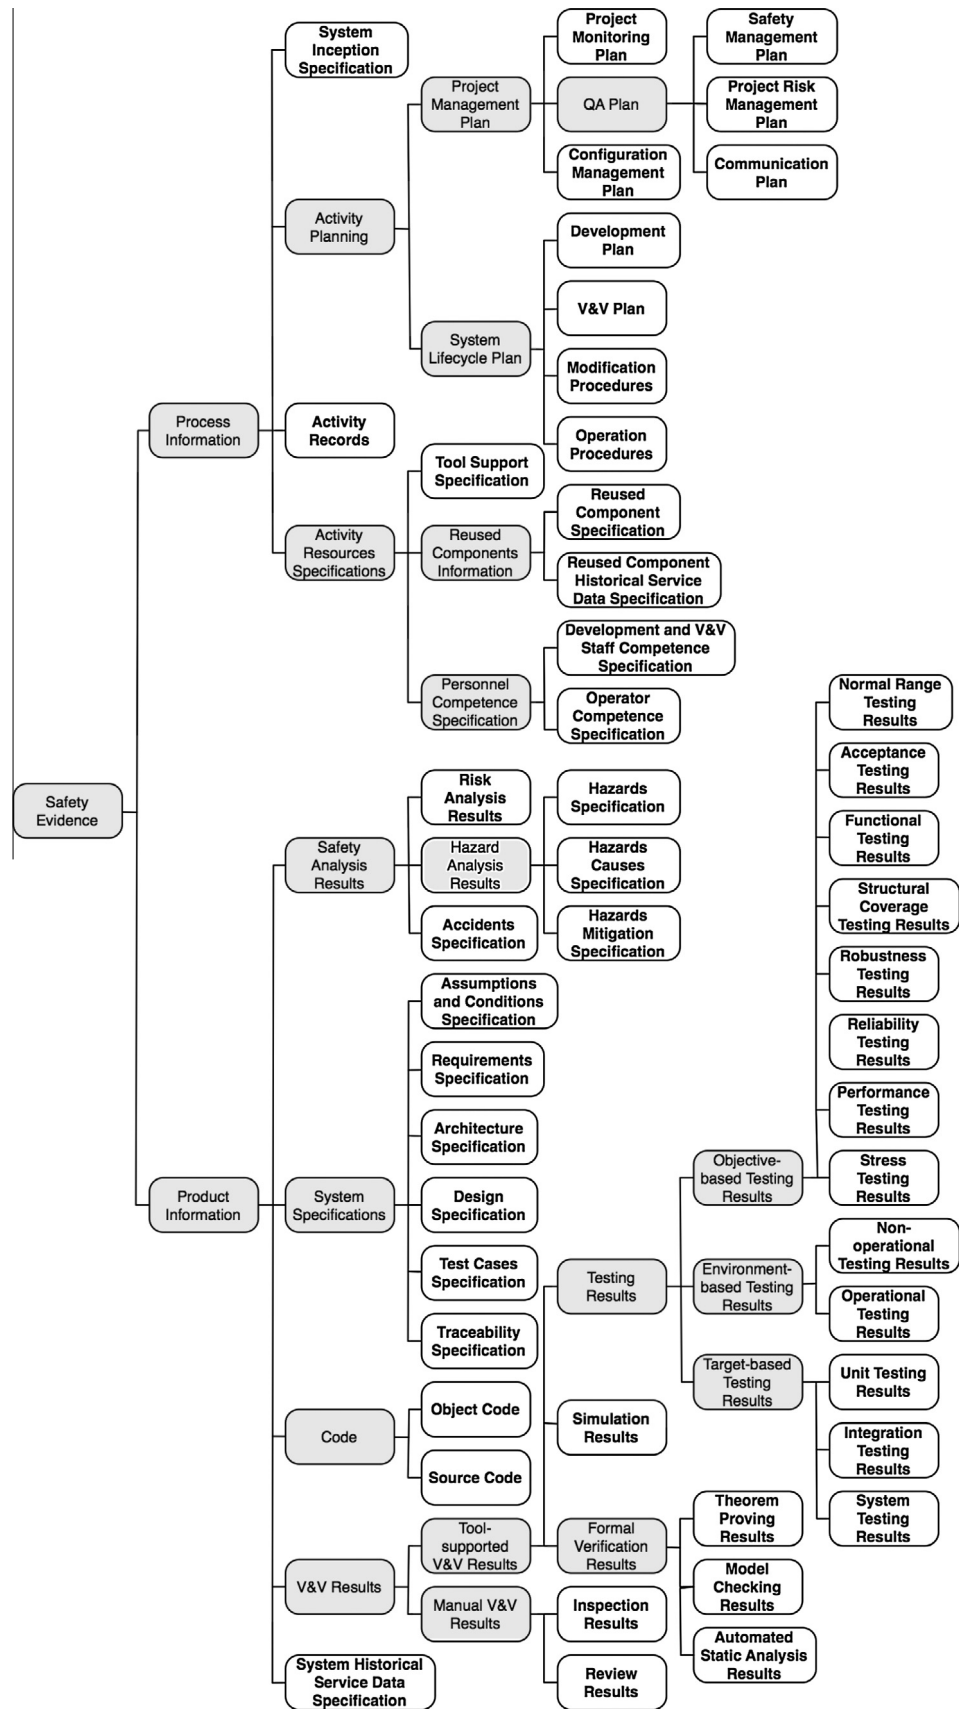 System
Inception
Specification
Project
Monitoring
Plan
Safety
Management
Plan
Project
Management
Plan
QA Plan
Project Risk
Management
Plan
Configuration
Management
Plan
Communication
Plan
Activity
Planning
Development
Plan
V&V Plan
System
Lifecycle Plan
Modification
Procedures
Operation
Procedures
Process
Information
Activity
Records
Tool Support
Specification
Activity
Resources
Specifications
Reused
Components
Information
Reused
Component
Specification
Reused Component
Historical Service
Data Specification
Development and V&V
Staff Competence
Specification
Personnel
Competence
Specification
Operator
Competence
Specification
Safety
Evidence
Risk
Analysis
Results
Hazards
Specification
Safety
Analysis
Results
Hazard
Analysis
Results
Hazards
Causes
Specification
Accidents
Specification
Hazards
Mitigation
Specification
Assumptions
and Conditions
Specification
Requirements
Specification
Architecture
Specification
Product
Information
System
Specifications
Design
Specification
Test Cases
Specification
Traceability
Specification
Code
Object Code
Source Code
V&V Results
Tool-
supported
V&V Results
Manual V&V
Results
System Historical
Service Data
Specification
Testing
Results
Simulation
Results
Formal
Verification
Results
Inspection
Results
Review
Results
Objective-
based Testing
Results
Environment-
based Testing
Results
Target-based
Testing
Results
Theorem
Proving
Results
Model
Checking
Results
Automated
Static Analysis
Results
Normal Range
Testing
Results
Acceptance
Testing
Results
Functional
Testing
Results
Structural
Coverage
Testing Results
Robustness
Testing
Results
Reliability
Testing
Results
Performance
Testing
Results
Stress
Testing
Results
Non-
operational
Testing Results
Operational
Testing
Results
Unit Testing
Results
Integration
Testing
Results
System
Testing
Results